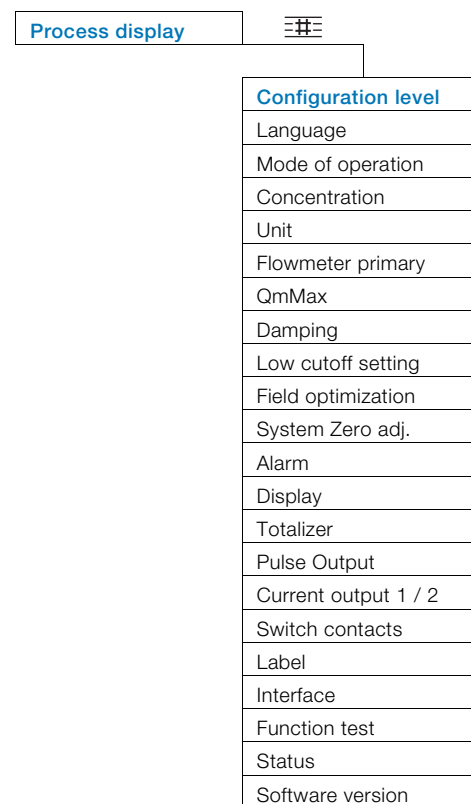 Process display
Configuration level
Language
Mode of operation
Concentration
Unit
Flowmeter primary
QmMax
Damping
Low cutoff setting
Field optimization
System Zero adj.
Alarm
Display
Totalizer
Pulse Output
Current output 1 / 2
Switch contacts
Label
Interface
Function test
Status
Software version